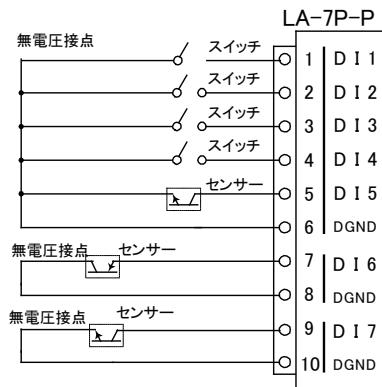 LA-7P-P
無電圧接点
スイッチ
1 DI1
スイッチ
2 DI2
スイッチ
3 DI3
スイッチ
4 DI4
センサー
5 DI5
6 DGND
無電圧接点 センサー
7 DI6
8 DGND
無電圧接点 センサー
9 DI7
10 DGND